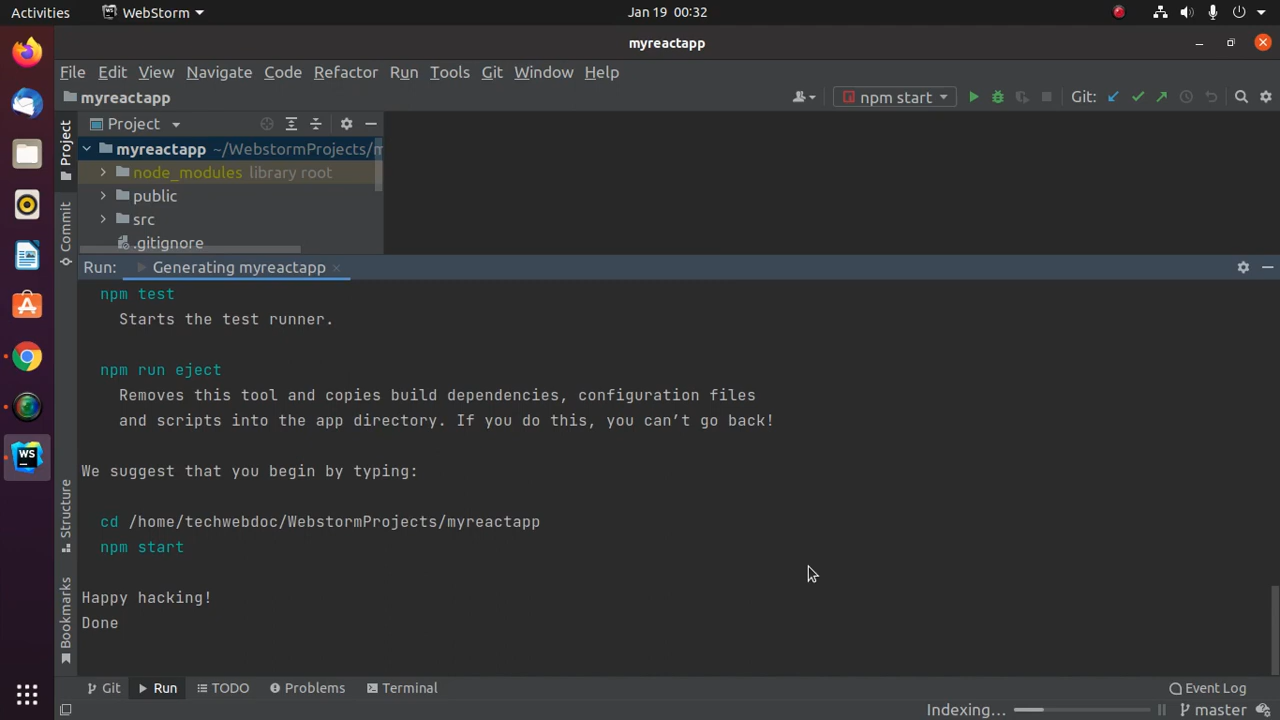 Activities WebStorm Jan 19 00:32
myreactapp
File Edit View Navigate Code Refactor Run Tools Git Window Help
myreactapp npm start Git:
Project
myreactapp ~/WebstormProjects/m
node_modules library root
public
src
.gitignore
Project
Commit
Structure
Bookmarks
Run: Generating myreactapp
npm test
Starts the test runner.
npm run eject
Removes this tool and copies build dependencies, configuration files
and scripts into the app directory. If you do this, you can’t go back!
We suggest that you begin by typing:
cd /home/techwebdoc/WebstormProjects/myreactapp
npm start
Happy hacking!
Done
WS
Git Run TODO Problems Terminal Event Log
Indexing... master